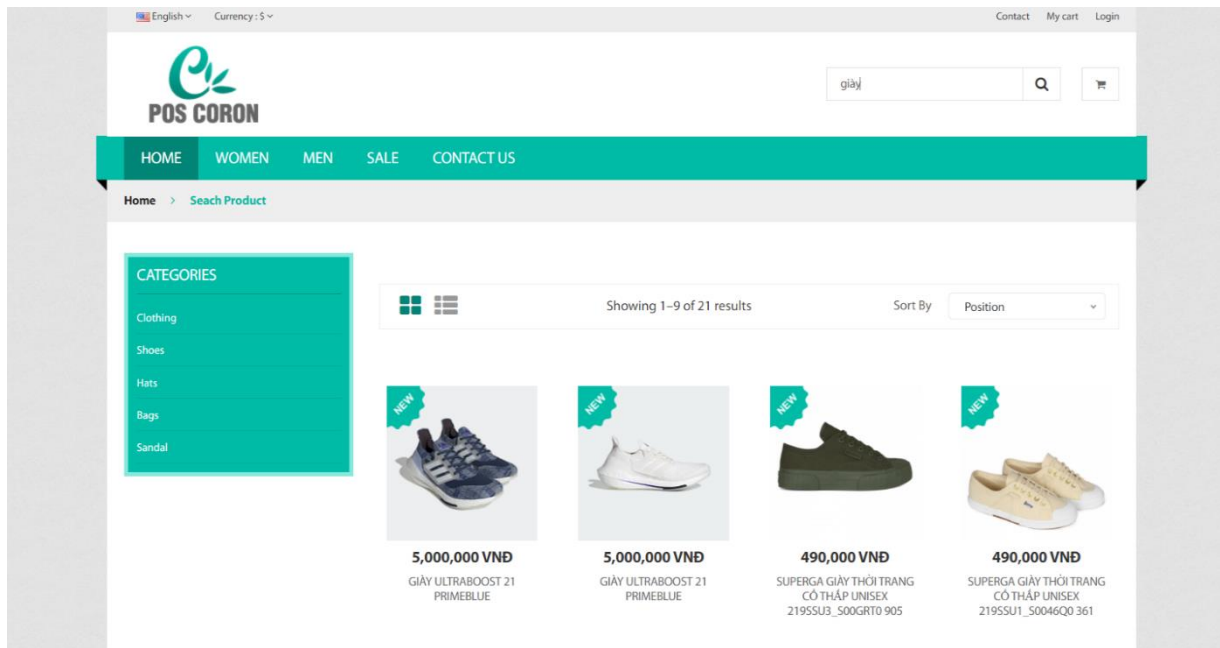 English
Currency : $
Contact
My cart
Login
POS CORON
giày
HOME
WOMEN
MEN
SALE
CONTACT US
Home > Seach Product
CATEGORIES
Clothing
Shoes
Hats
Bags
Sandal
Showing 1–9 of 21 results
Sort By
Position
NEW
NEW
NEW
NEW
5,000,000 VNĐ
GIÀY ULTRABOOST 21
PRIMEBLUE
5,000,000 VNĐ
GIÀY ULTRABOOST 21
PRIMEBLUE
490,000 VNĐ
SUPERGA GIÀY THỜI TRANG
CỔ THẤP UNISEX
219SSU3_S00GRT0 905
490,000 VNĐ
SUPERGA GIÀY THỜI TRANG
CỔ THẤP UNISEX
219SSU1_S0046Q0 361